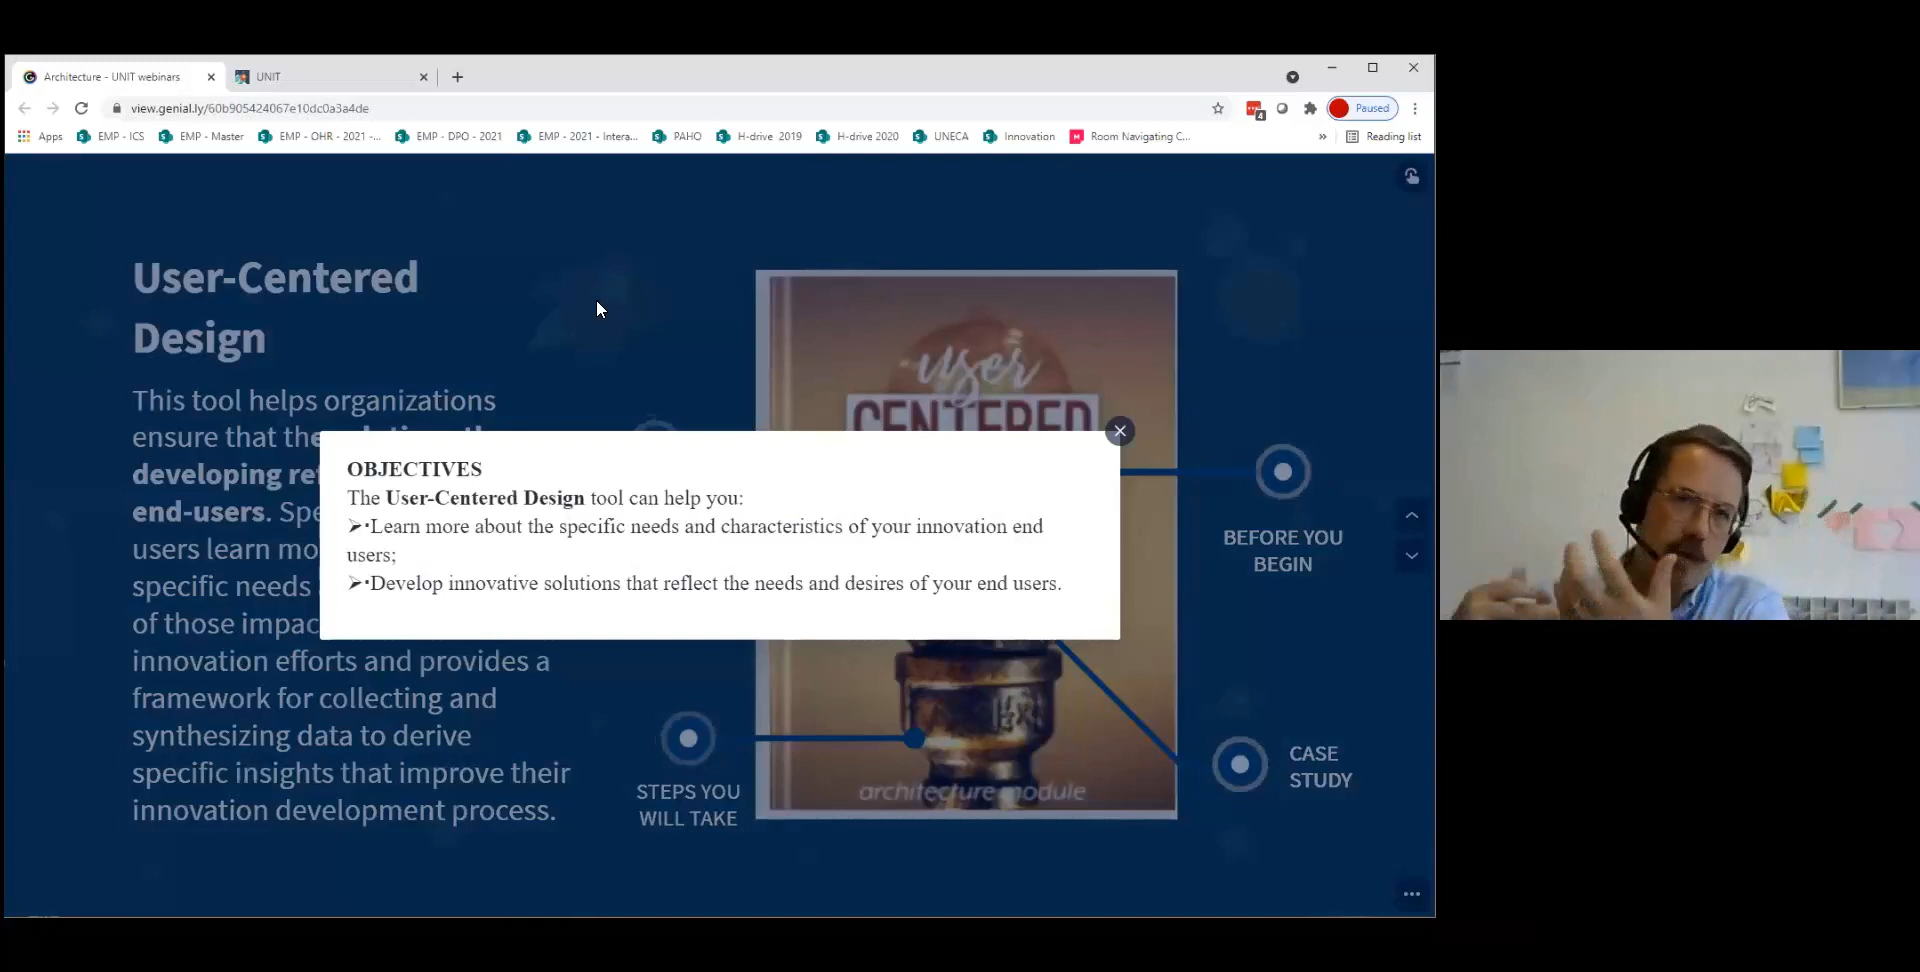 Architecture - UNIT webinars
UNIT
view.genial.ly/60b905424067e10dc0a3a4de
4
Paused
Apps
EMP - ICS
EMP - Master
EMP - OHR - 2021 -...
EMP - DPO - 2021
EMP - 2021 - Intera...
PAHO
H-drive 2019
H-drive 2020
UNECA
Innovation
Room Navigating C...
»
Reading list
User-Centered
Design
This tool helps organizations
ensure that the
developing
end-users. Spe
users learn mo
specific needs
of those impac
innovation efforts and provides a
framework for collecting and
synthesizing data to derive
specific insights that improve their
innovation development process.
user
CENTERED
OBJECTIVES
The User-Centered Design tool can help you:
➢•Learn more about the specific needs and characteristics of your innovation end
users;
➢•Develop innovative solutions that reflect the needs and desires of your end users.
BEFORE YOU
BEGIN
STEPS YOU
WILL TAKE
CASE
STUDY
architecture module